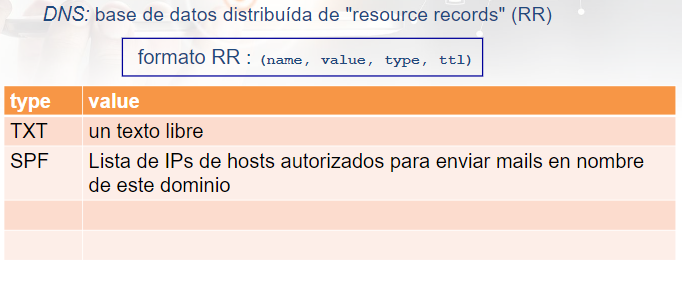 DNS: base de datos distribuída de "resource records" (RR)
formato RR : (name, value, type, ttl)
type value
TXT un texto libre
SPF Lista de IPs de hosts autorizados para enviar mails en nombre
de este dominio